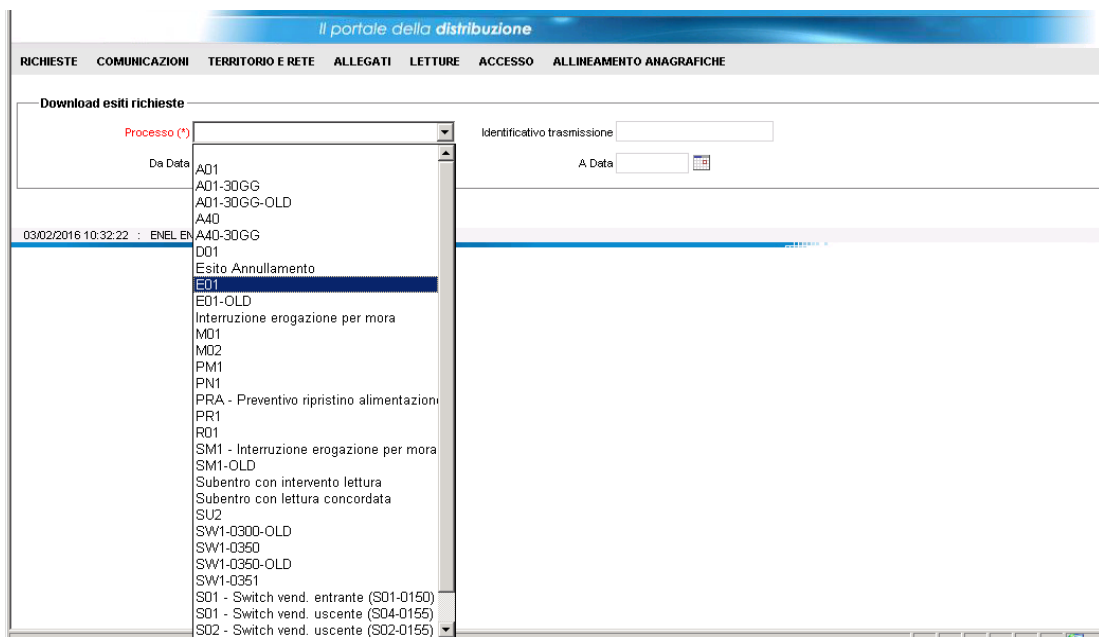 Il portale della distribuzione
RICHIESTE COMUNICAZIONI TERRITORIO E RETE ALLEGATI LETTURE ACCESSO ALLINEAMENTO ANAGRAFICHE
Download esiti richieste
Processo (*) Identificativo trasmissione
Da Data A Data
A01
A01-30GG
A01-30GG-OLD
A40
03/02/2016 10:32:22 : ENEL EN
A40-30GG
D01
Esito Annullamento
E01
E01-OLD
Interruzione erogazione per mora
M01
M02
PM1
PN1
PRA - Preventivo ripristino alimentazion
PR1
R01
SM1 - Interruzione erogazione per mora
SM1-OLD
Subentro con intervento lettura
Subentro con lettura concordata
SU2
SW1-0300-OLD
SW1-0350
SW1-0350-OLD
SW1-0351
S01 - Switch vend. entrante (S01-0150)
S01 - Switch vend. uscente (S04-0155)
S02 - Switch vend. uscente (S02-0155)